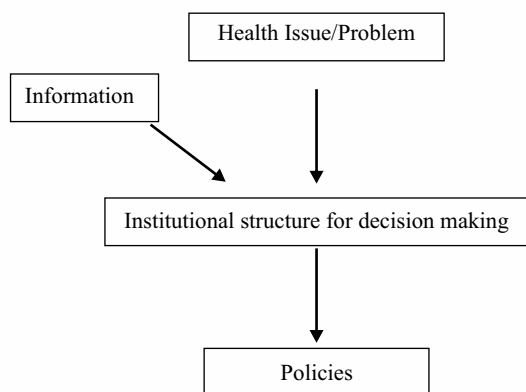 Health Issue/Problem
Information
Institutional structure for decision making
Policies